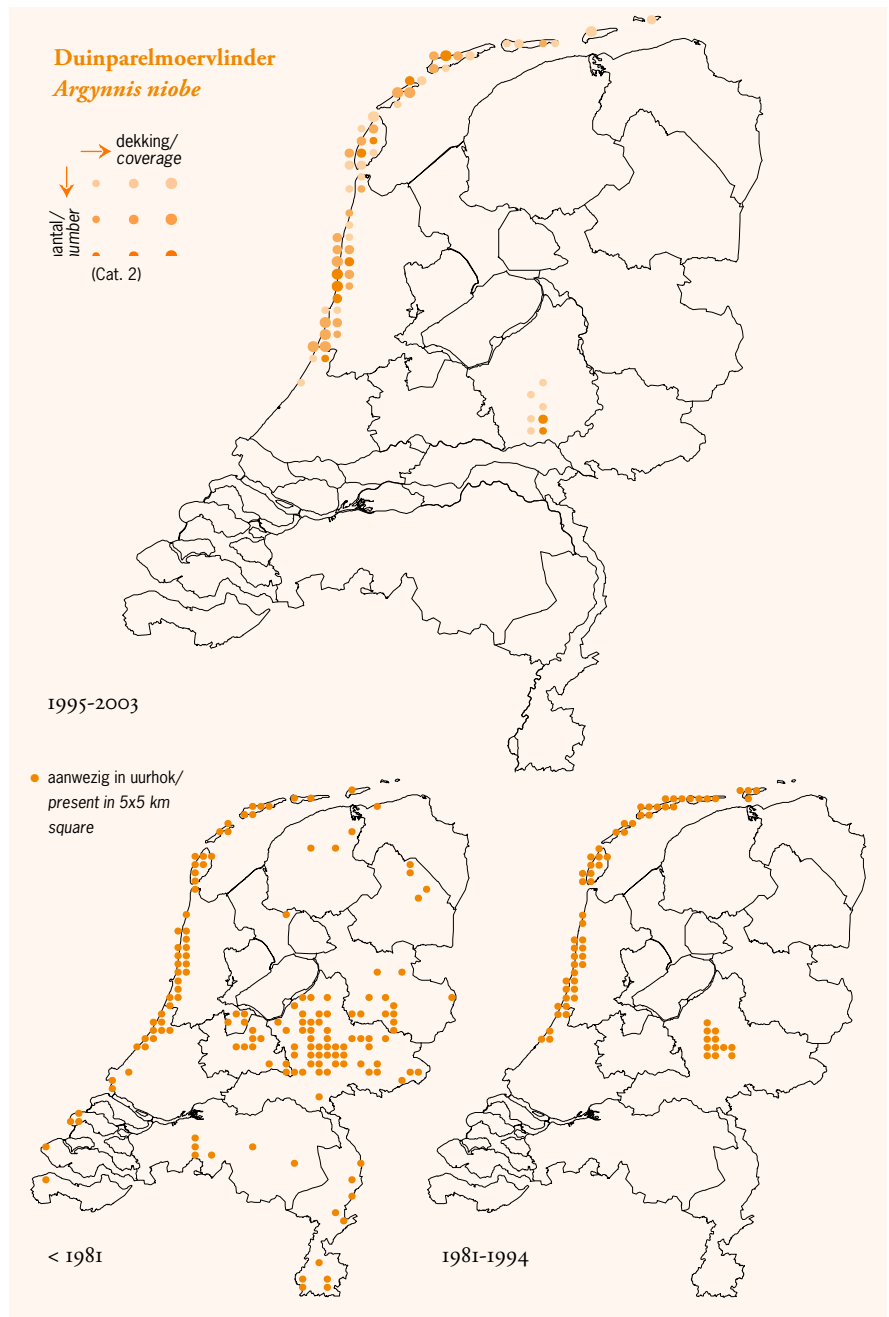 Duinparelmoervlinder
Argynnis niobe
dekking/
coverage
(Cat. 2)
1995-2003
aanwezig in uurhok/
present in 5x5 km
square
< 1981
1981-1994